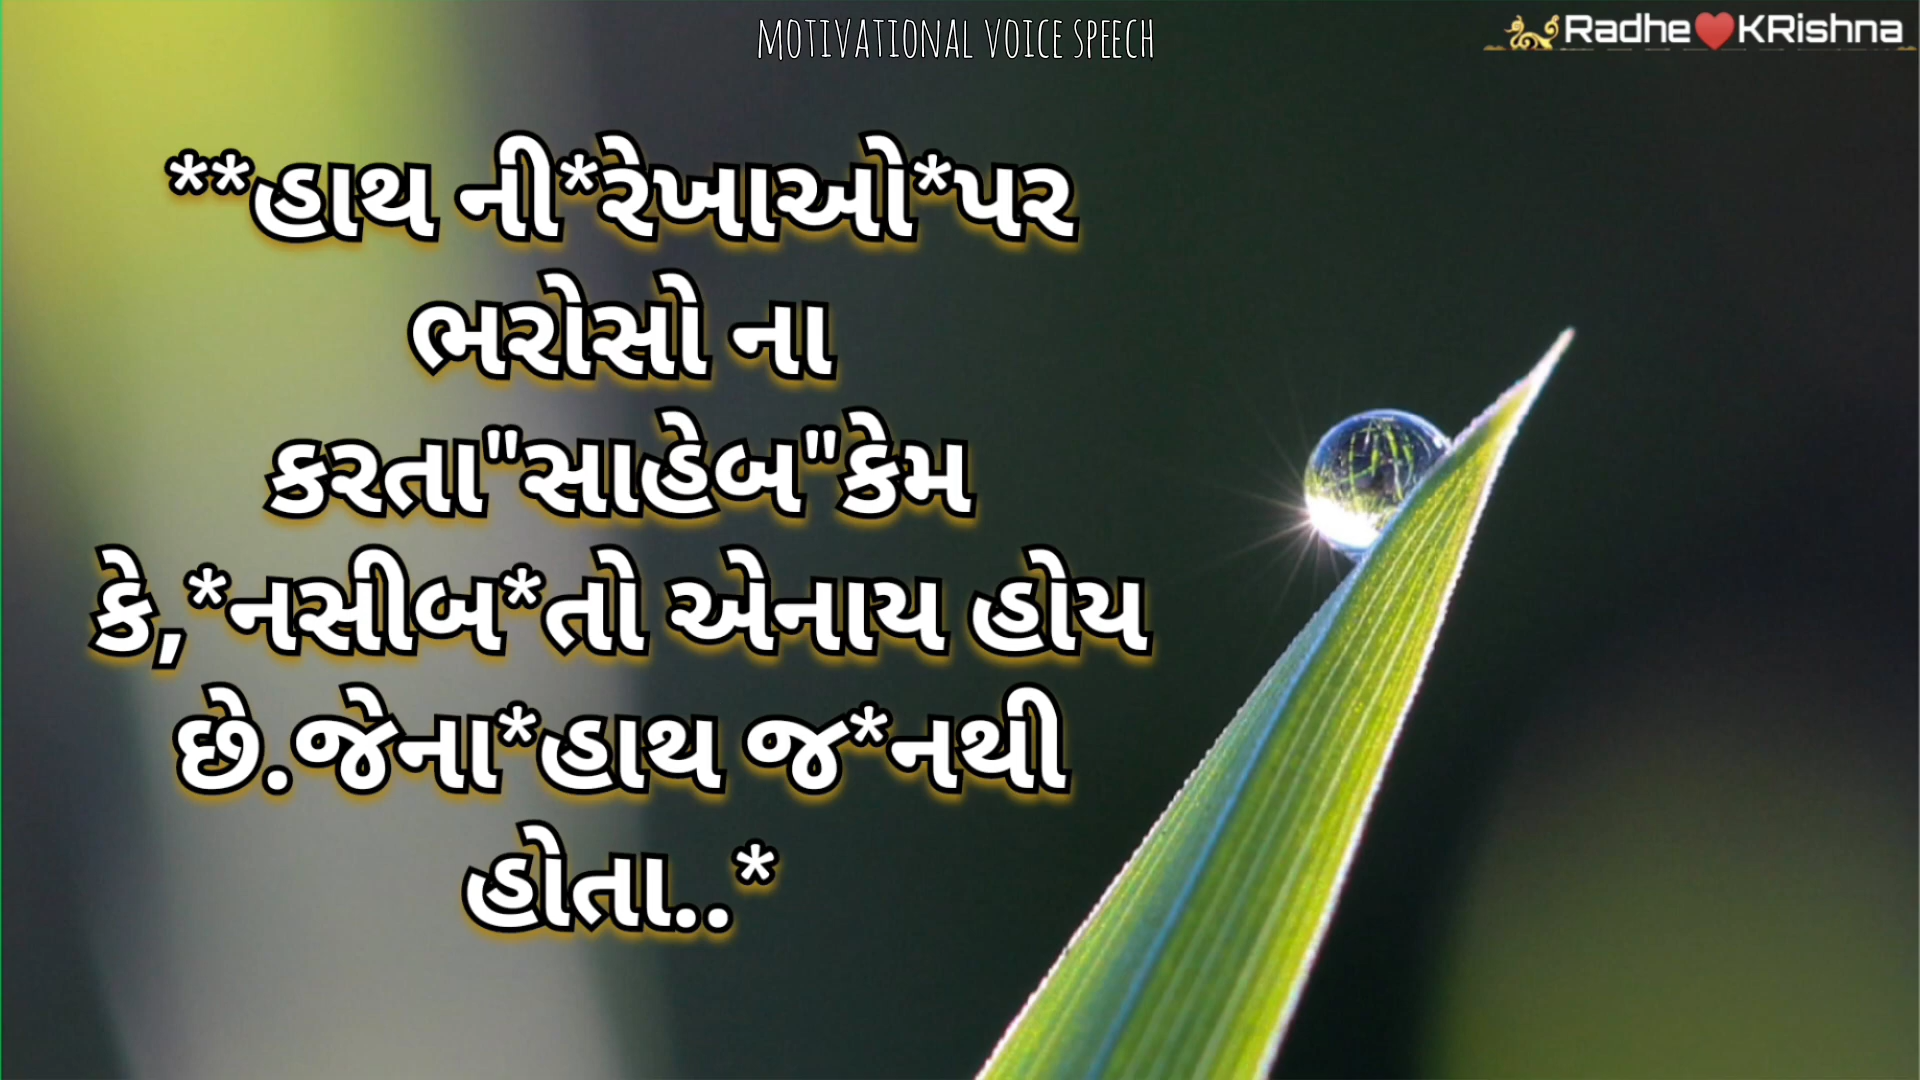 MOTIVATIONAL VOICE SPEECH
Radhe❤️KRishna
**હાથ ની*રેખાઓ*પર
ભરોસો ના
કરતા"સાહેબ"કેમ
કે,*નસીબ*તો એનાય હોય
છે.જેના*હાથ જ*નથી
હોતા..*